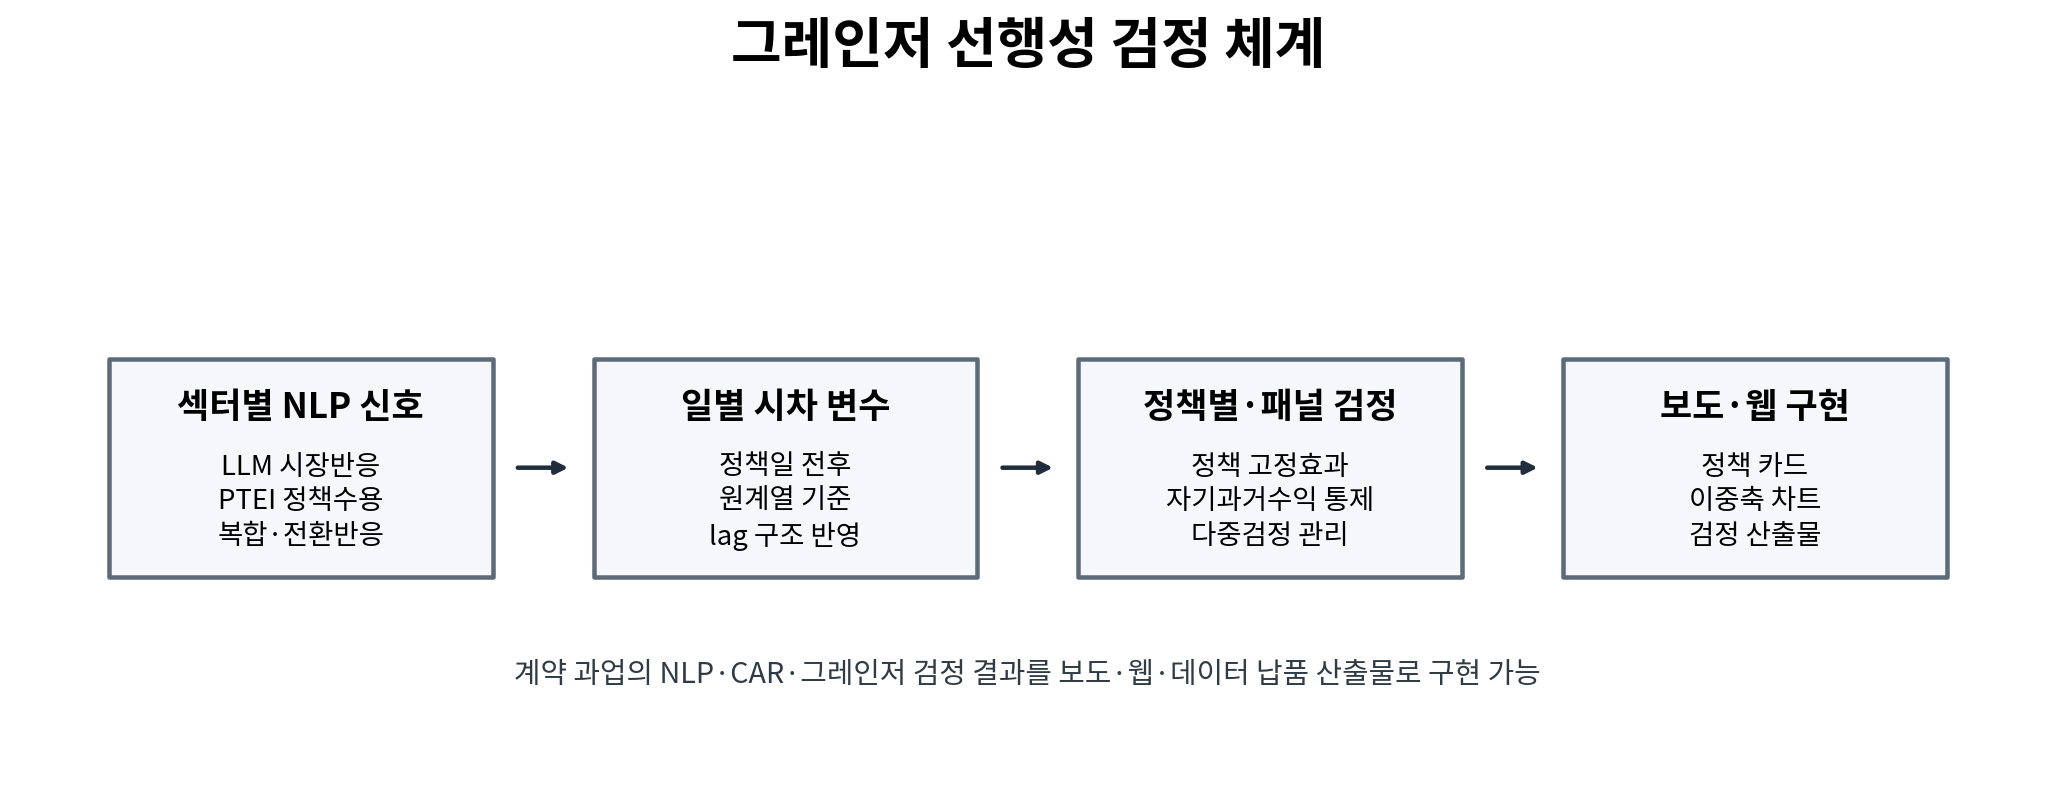 그레인저 선행성 검정 체계
섹터별 NLP 신호
LLM 시장반응
PTEI 정책수용
복합·전환반응
일별 시차 변수
정책일 전후
원계열 기준
lag 구조 반영
정책별·패널 검정
정책 고정효과
자기과거수익 통제
다중검정 관리
보도·웹 구현
정책 카드
이중축 차트
검정 산출물
계약 과업의 NLP·CAR·그레인저 검정 결과를 보도·웹·데이터 납품 산출물로 구현 가능